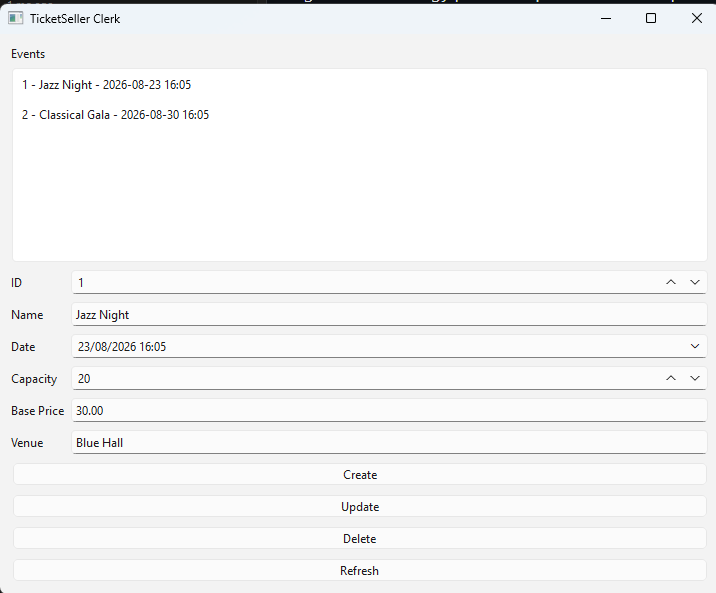 TicketSeller Clerk
Events
1 - Jazz Night - 2026-08-23 16:05
2 - Classical Gala - 2026-08-30 16:05
ID 1
Name Jazz Night
Date 23/08/2026 16:05
Capacity 20
Base Price 30.00
Venue Blue Hall
Create
Update
Delete
Refresh